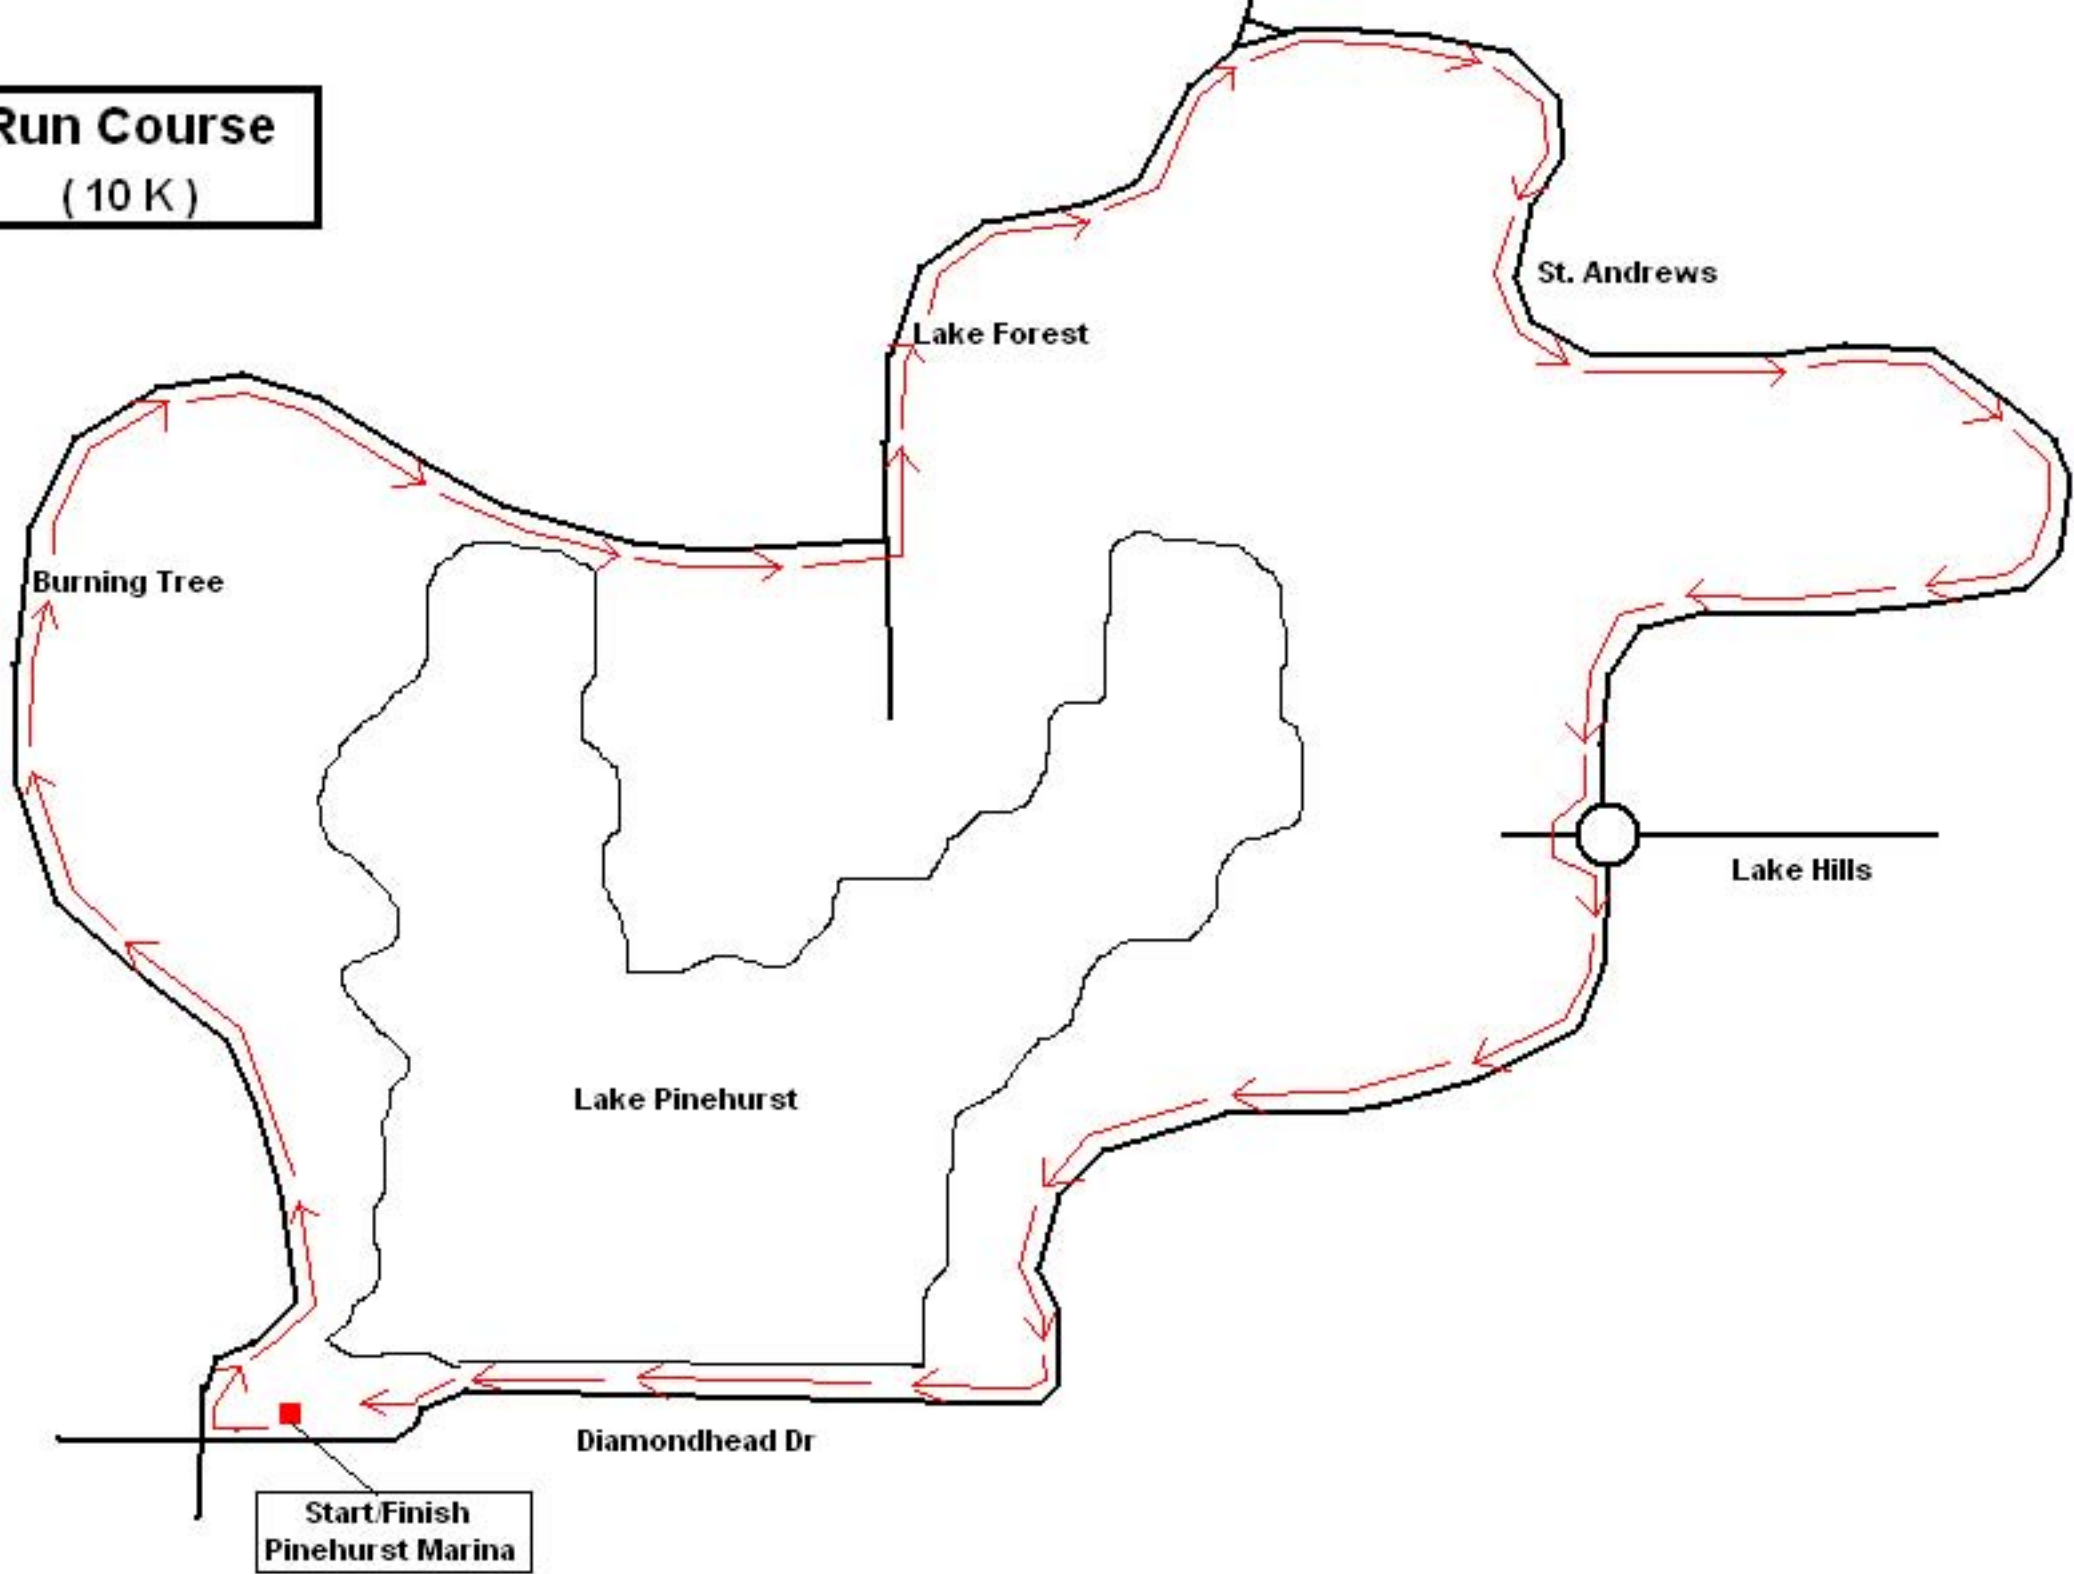 Run Course
( 10 K )
St. Andrews
Lake Forest
Burning Tree
Lake Hills
Lake Pinehurst
Diamondhead Dr
Start/Finish
Pinehurst Marina